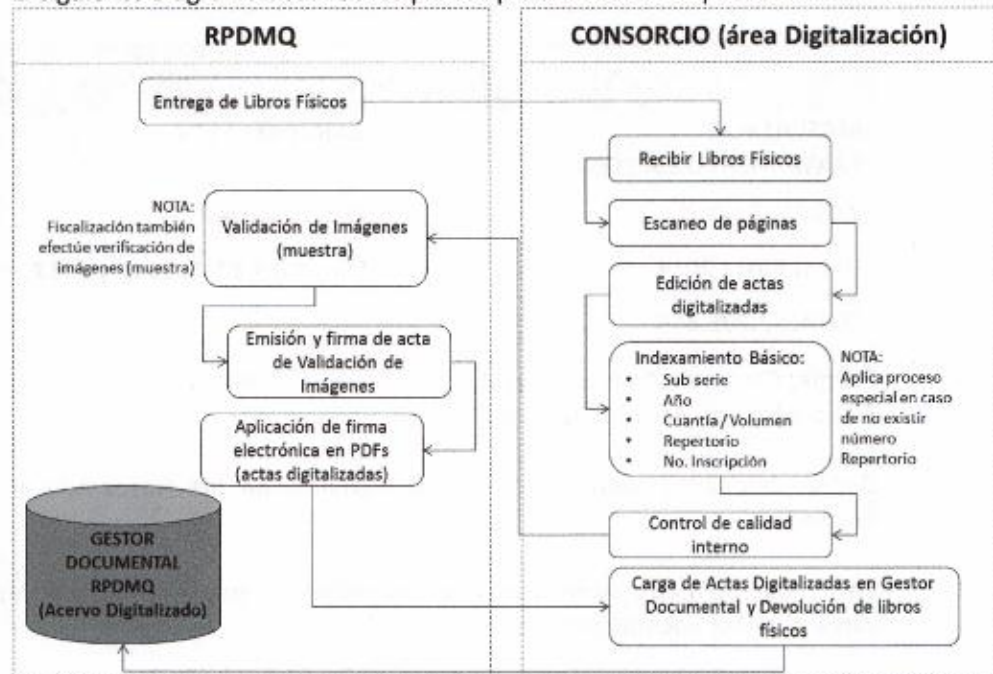 RPDMQ
CONSORCIO (área Digitalización)
Entrega de Libros Físicos
Recibir Libros Físicos
Escaneo de páginas
Edición de actas
digitalizadas
Indexamiento Básico:
• Sub serie
• Año
• Cuantía/Volumen
• Repertorio
• No. Inscripción
NOTA:
Aplica proceso
especial en caso
de no existir
número
Repertorio
Control de calidad
interno
NOTA:
Fiscalización también
efectúe verificación de
imágenes (muestra)
Validación de Imágenes
(muestra)
Emisión y firma de acta
de Validación de
Imágenes
Aplicación de firma
electrónica en PDFs
(actas digitalizadas)
Carga de Actas Digitalizadas en Gestor
Documental y Devolución de libros
físicos
GESTOR
DOCUMENTAL
RPDMQ
(Acervo Digitalizado)